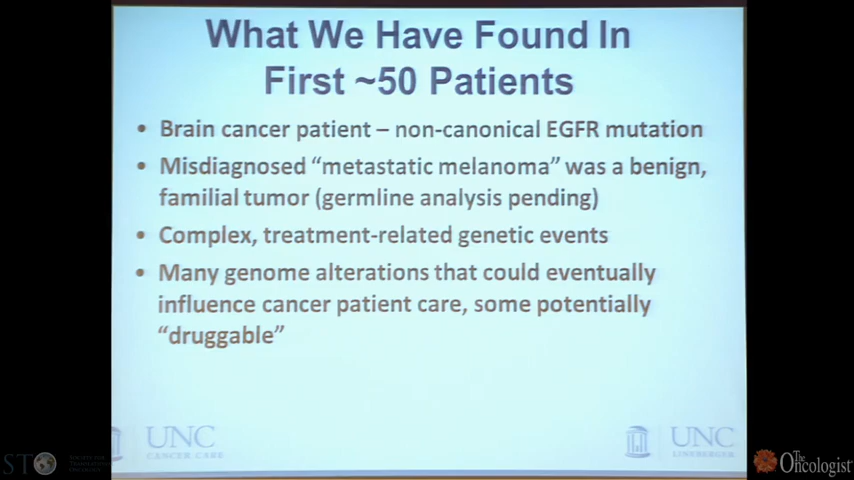 What We Have Found In
First ~50 Patients
• Brain cancer patient – non-canonical EGFR mutation
• Misdiagnosed “metastatic melanoma” was a benign,
familial tumor (germline analysis pending)
• Complex, treatment-related genetic events
• Many genome alterations that could eventually
influence cancer patient care, some potentially
“druggable”
UNC
CANCER CARE
UNC
LINEBERGER
The
Oncologist